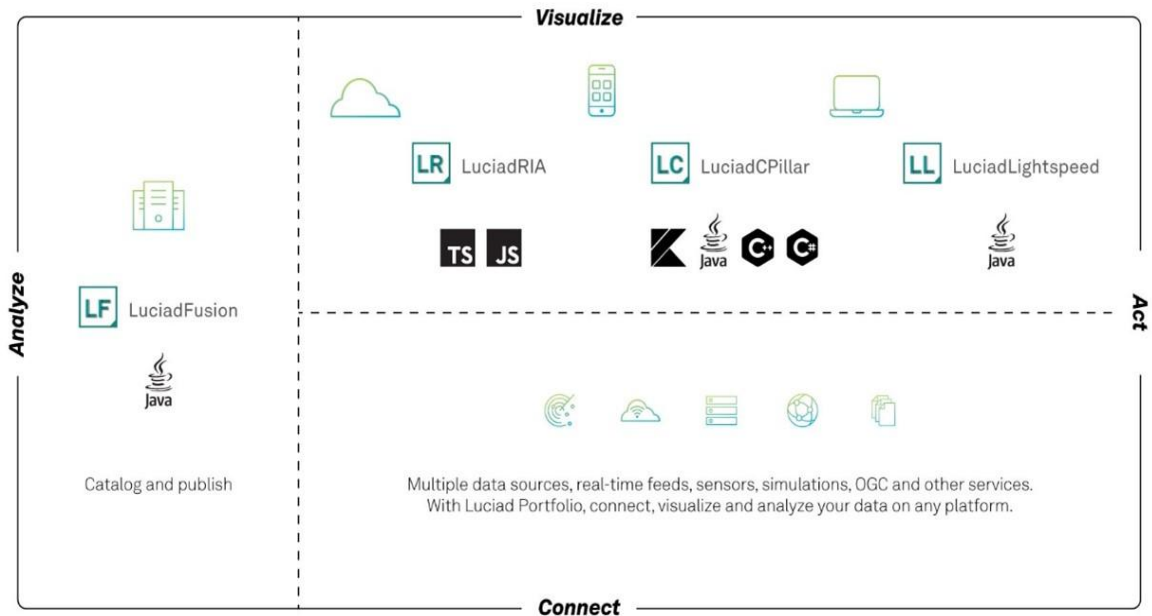 Visualize
LR LuciadRIA
LC LuciadCPillar
LL LuciadLightspeed
TS JS
Java C++ C#
Java
Analyze
LF LuciadFusion
Java
Catalog and publish
Act
Multiple data sources, real-time feeds, sensors, simulations, OGC and other services.
With Luciad Portfolio, connect, visualize and analyze your data on any platform.
Connect